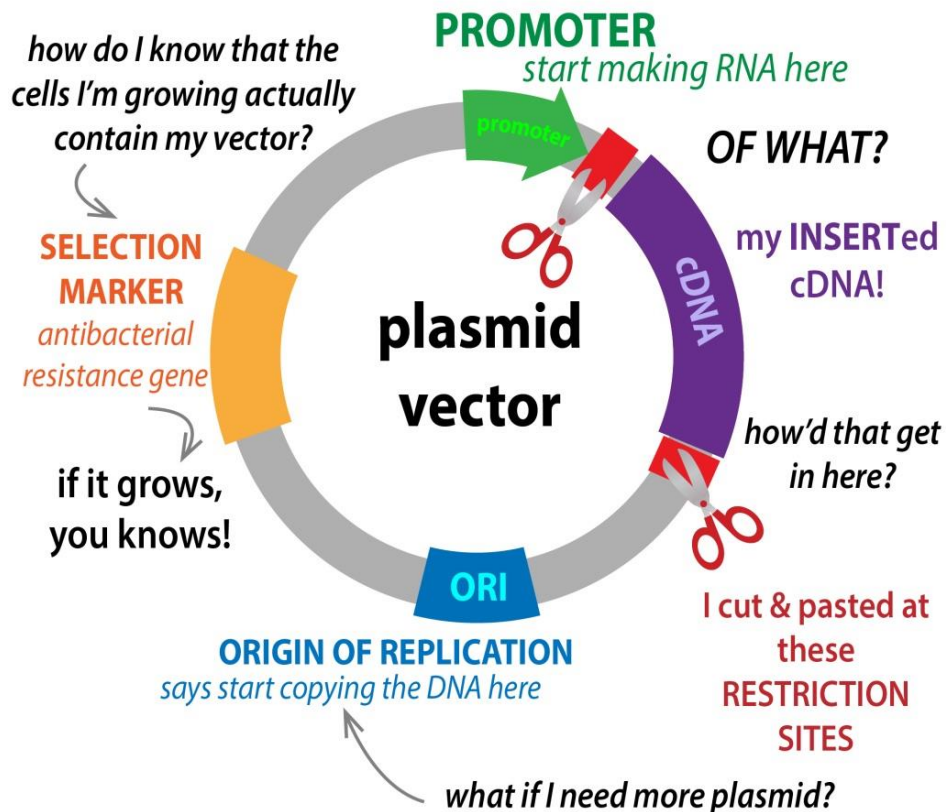 PROMOTER
start making RNA here
how do I know that the
cells I'm growing actually
contain my vector?
promoter
OF WHAT?
SELECTION
MARKER
antibacterial
resistance gene
my INSERTed
cDNA!
cDNA
plasmid
vector
how'd that get
in here?
if it grows,
you knows!
ORI
I cut & pasted at
these
RESTRICTION
SITES
ORIGIN OF REPLICATION
says start copying the DNA here
what if I need more plasmid?